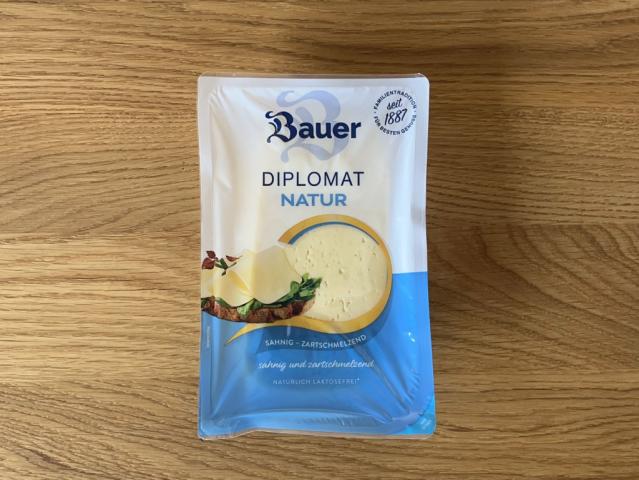 Bauer
FAMILIENTRADITION
seit
1887
FÜR BESTEN GENUSS
DIPLOMAT
NATUR
SAHNIG – ZARTSCHMELZEND
sahnig und zartschmelzend
NATÜRLICH LAKTOSEFREI*